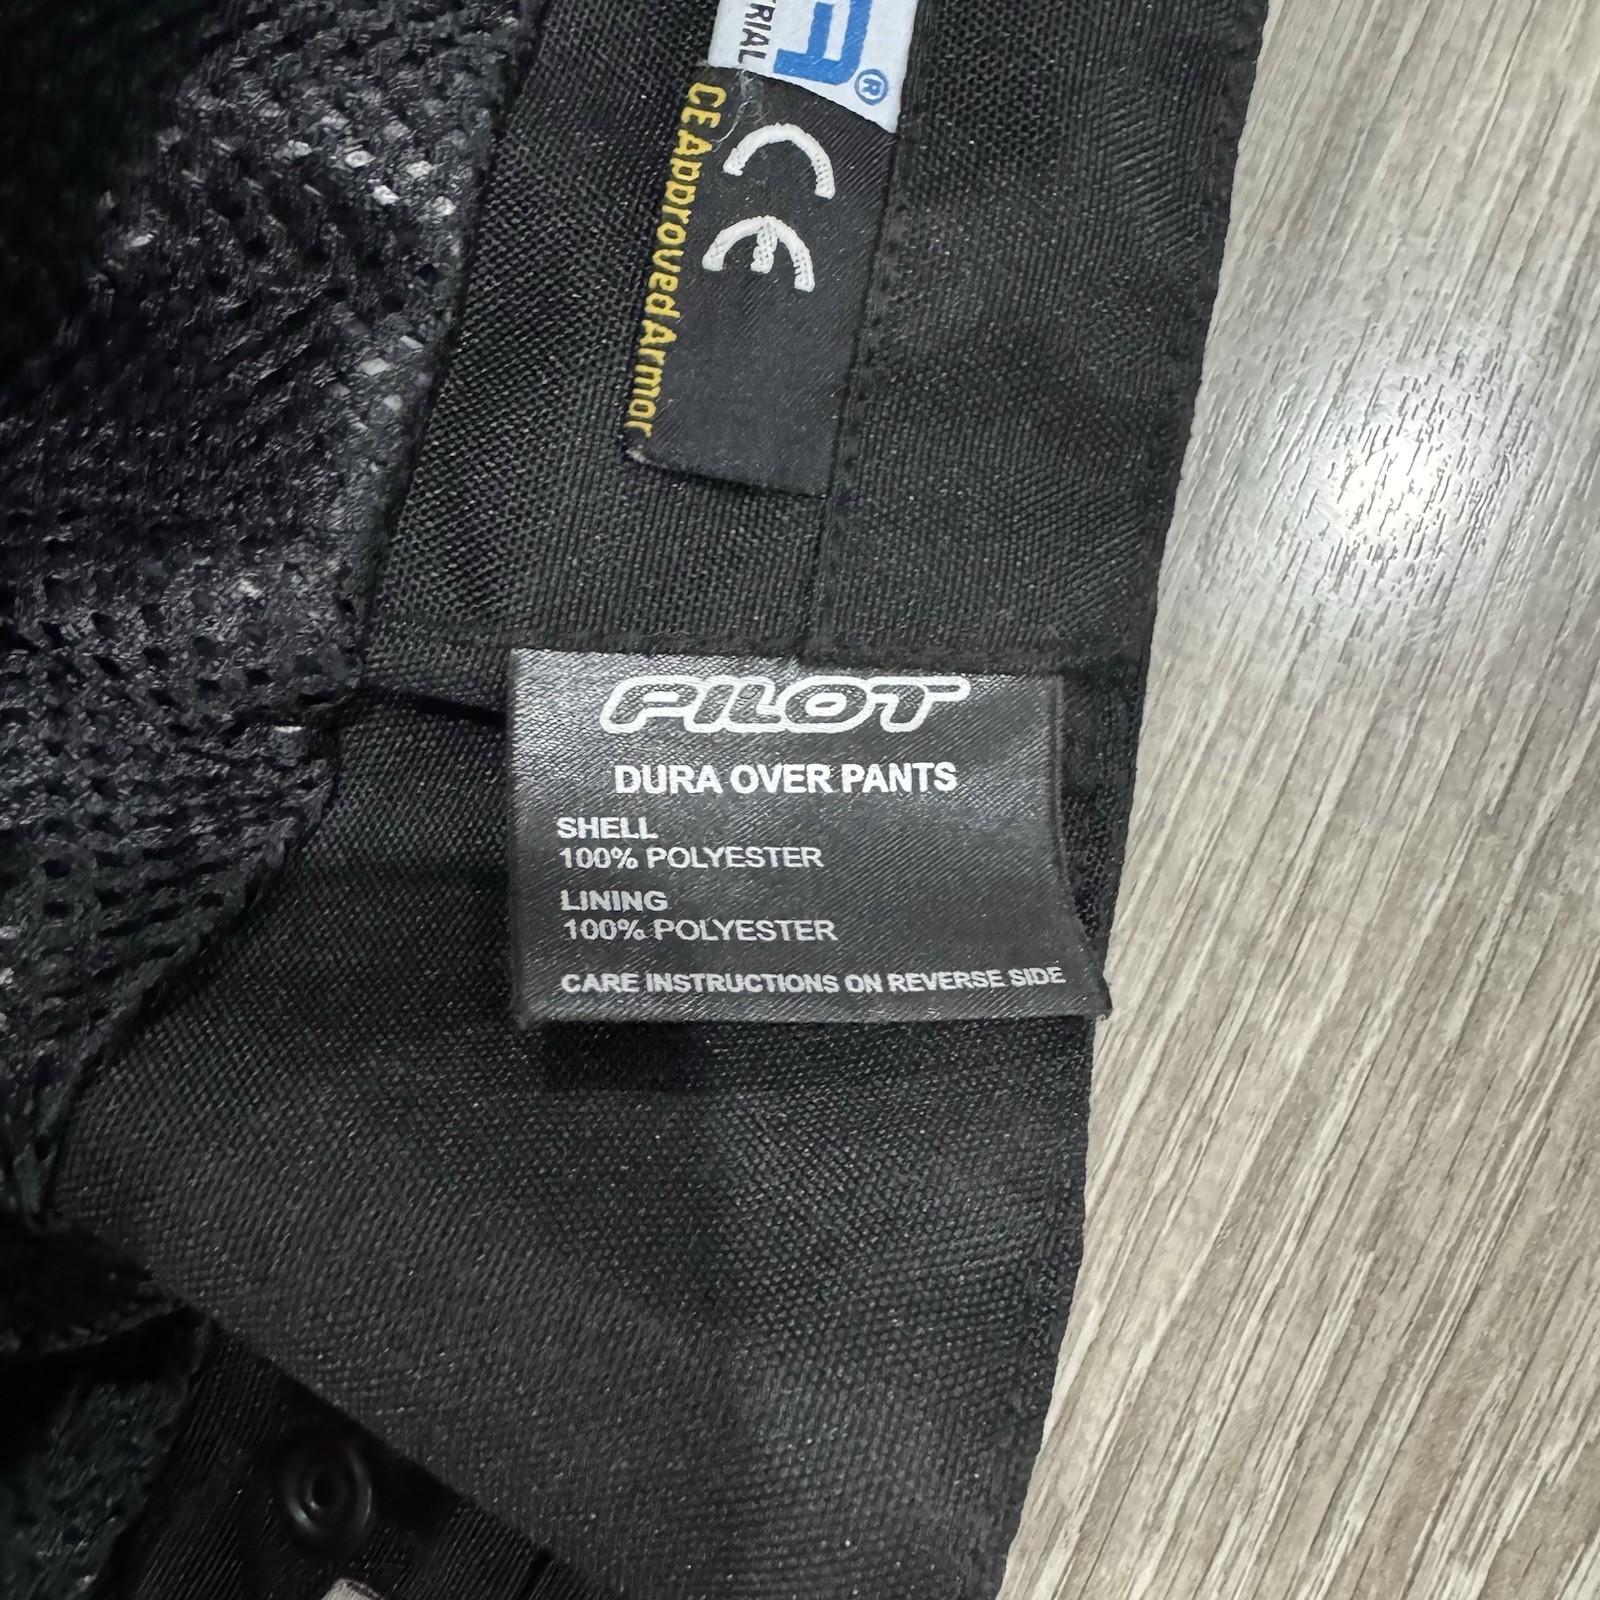 TRIAL
®
CE
CE Approved Armor
PILOT
DURA OVER PANTS
SHELL
100% POLYESTER
LINING
100% POLYESTER
CARE INSTRUCTIONS ON REVERSE SIDE